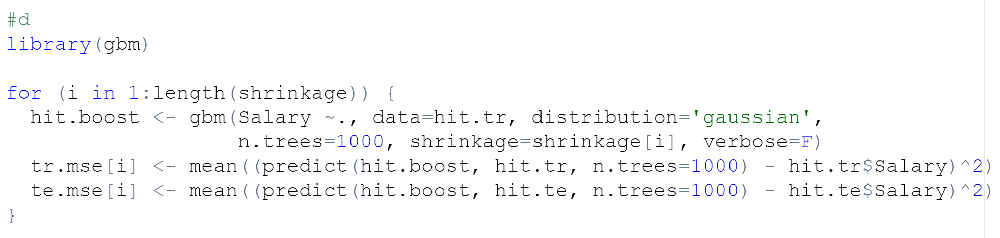 #d
library(gbm)
for (i in 1:length(shrinkage)) {
  hit.boost <- gbm(Salary ~., data=hit.tr, distribution='gaussian',
                   n.trees=1000, shrinkage=shrinkage[i], verbose=F)
  tr.mse[i] <- mean((predict(hit.boost, hit.tr, n.trees=1000) - hit.tr$Salary)^2)
  te.mse[i] <- mean((predict(hit.boost, hit.te, n.trees=1000) - hit.te$Salary)^2)
}